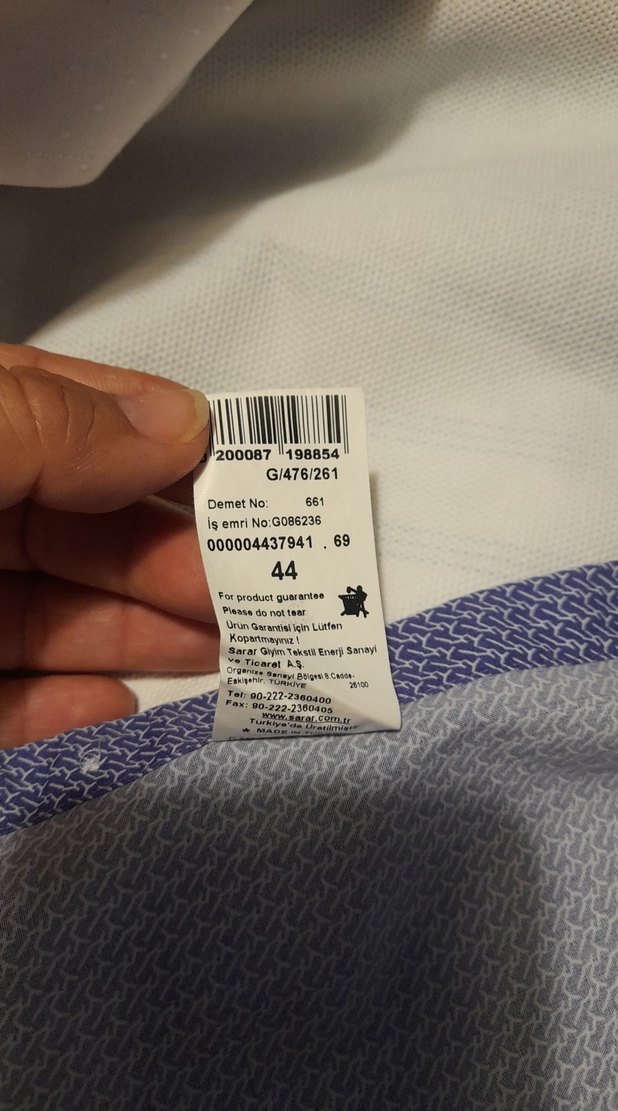 200087 198854
G/476/261
Demet No: 661
İş emri No:G086236
000004437941 . 69
44
For product guarantee
Please do not tear
Ürün Garantisi İçin Lütfen
Kopartmayınız !
Sarar Giyim Tekstil Enerji Sanayi
ve Ticaret A.Ş.
Organize Sanayi Bölgesi 8.Cadde-
Eskişehir, TÜRKİYE 26100
Tel: 90-222-2360400
Fax: 90-222-2360405
www.sarar.com.tr
Türkiye'de Üretilmiştir
★ MADE IN